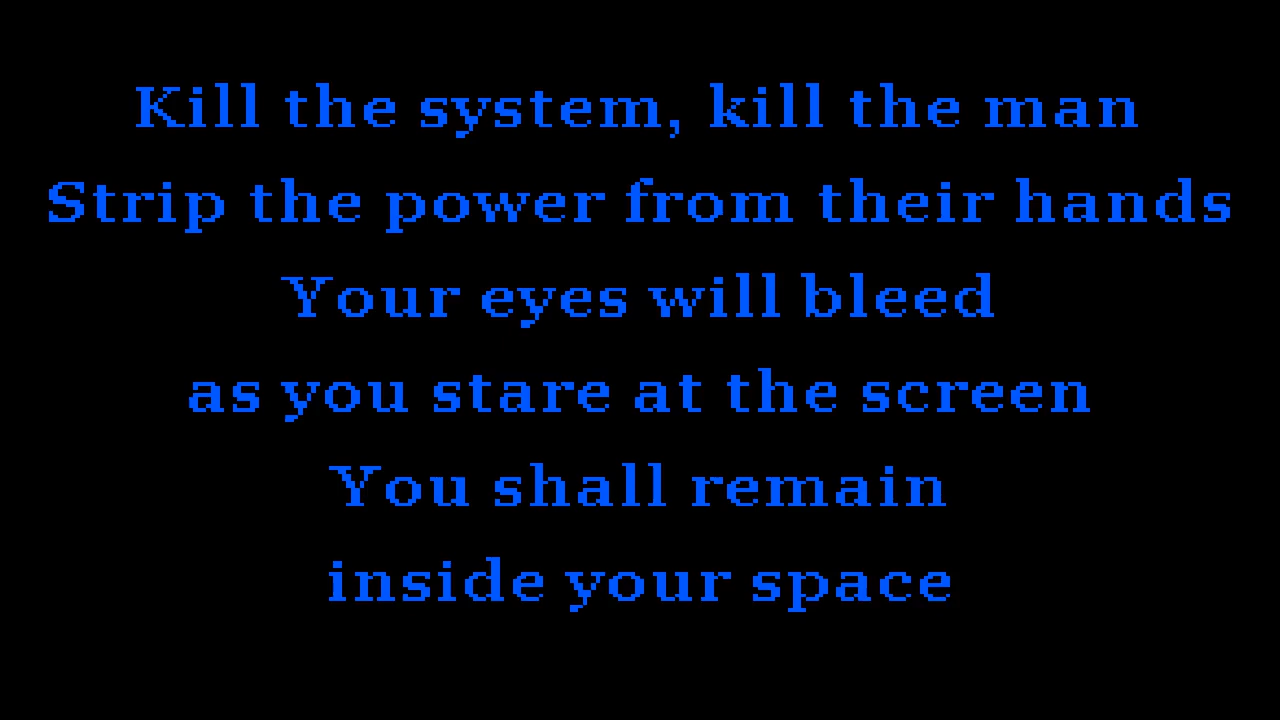 Kill the system, kill the man
Strip the power from their hands
Your eyes will bleed
as you stare at the screen
You shall remain
inside your space